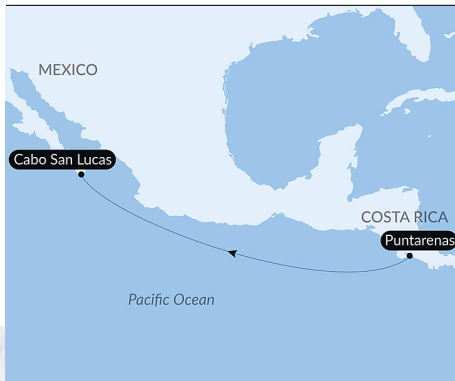 MEXICO
Cabo San Lucas
COSTA RICA
Puntarenas
Pacific Ocean